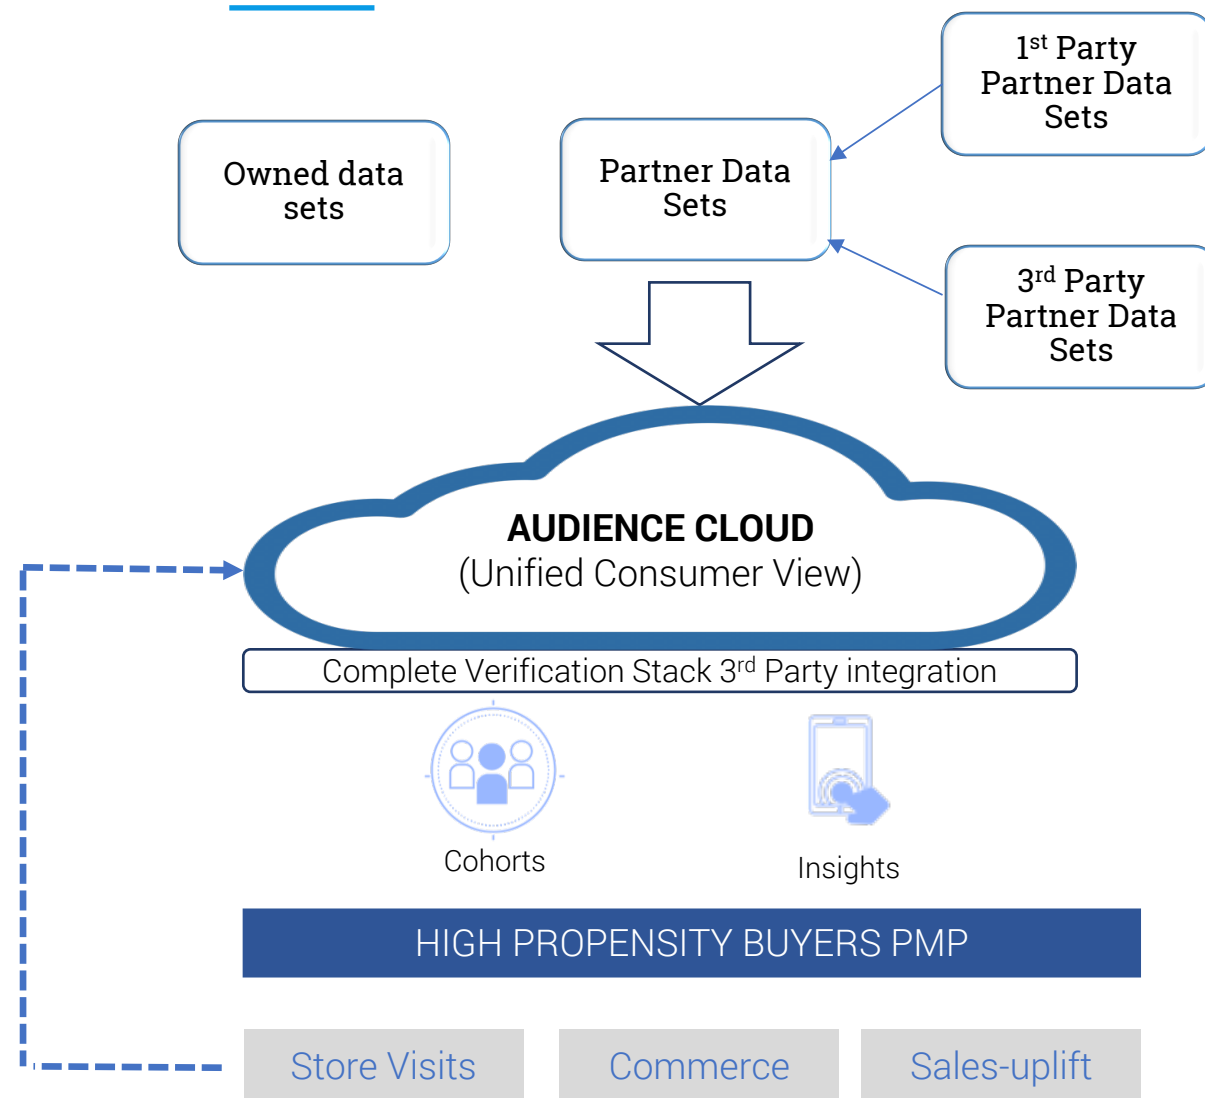 1st Party
Partner Data
Sets
Owned data
sets
Partner Data
Sets
3rd Party
Partner Data
Sets
AUDIENCE CLOUD
(Unified Consumer View)
Complete Verification Stack 3rd Party integration
Cohorts
Insights
HIGH PROPENSITY BUYERS PMP
Store Visits
Commerce
Sales-uplift